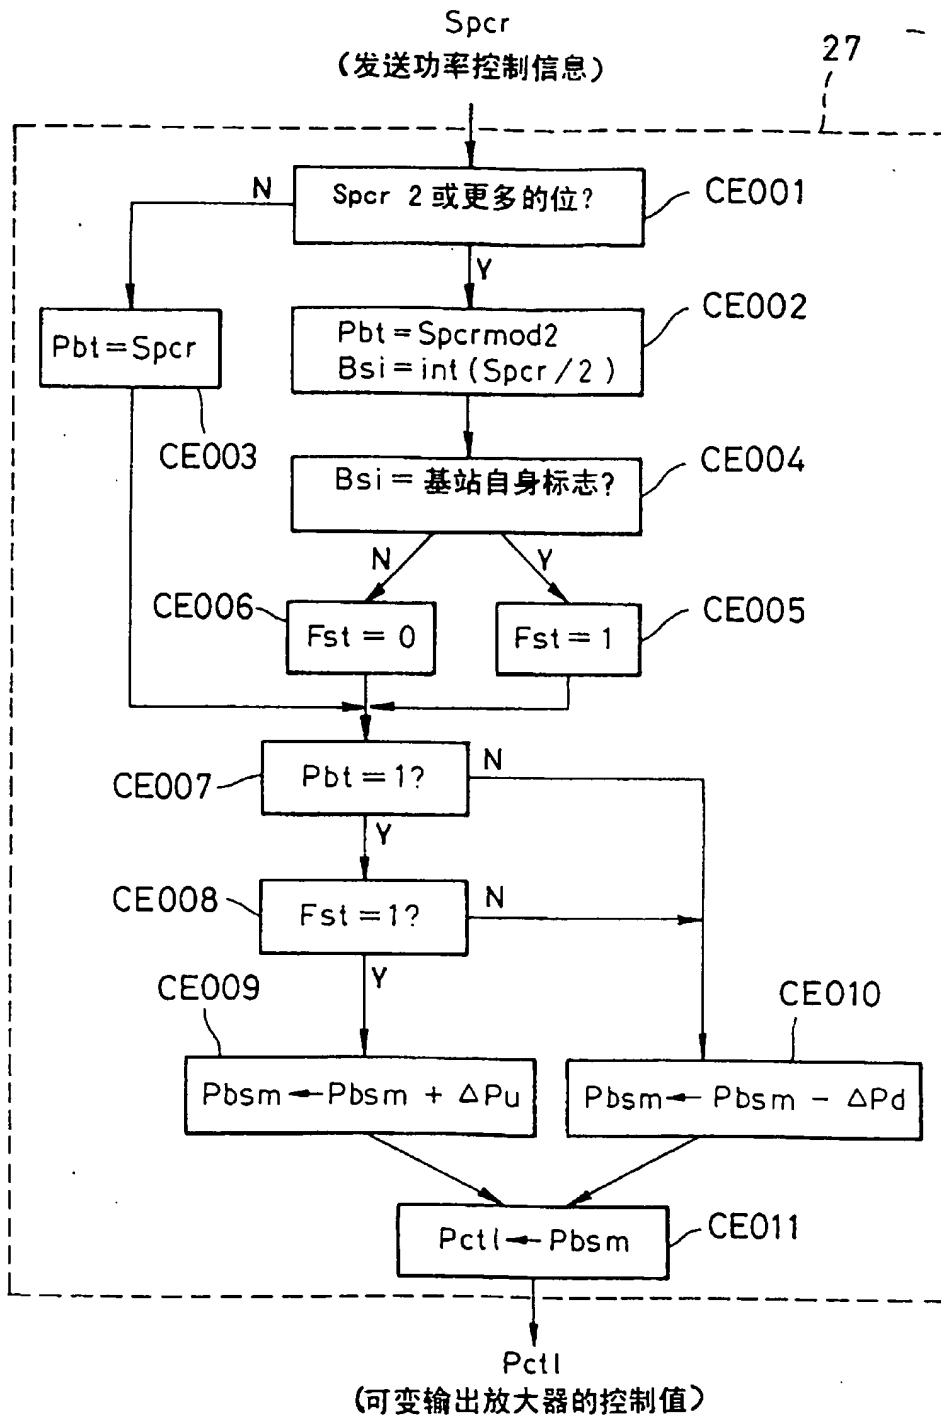 Spcr
(发送功率控制信息)
27
Spcr 2或更多的位?
CE001
N
Y
Pbt=Spcrmod2
Bsi=int(Spcr/2)
CE002
Pbt=Spcr
CE003
Bsi=基站自身标志?
CE004
N
Y
CE006
Fst=0
Fst=1
CE005
Pbt=1?
N
CE007
Y
Fst=1?
N
CE008
Y
CE009
CE010
Pbsm←Pbsm + ΔPu
Pbsm← Pbsm - ΔPd
Pctl←Pbsm
CE011
Pctl
(可变输出放大器的控制值)